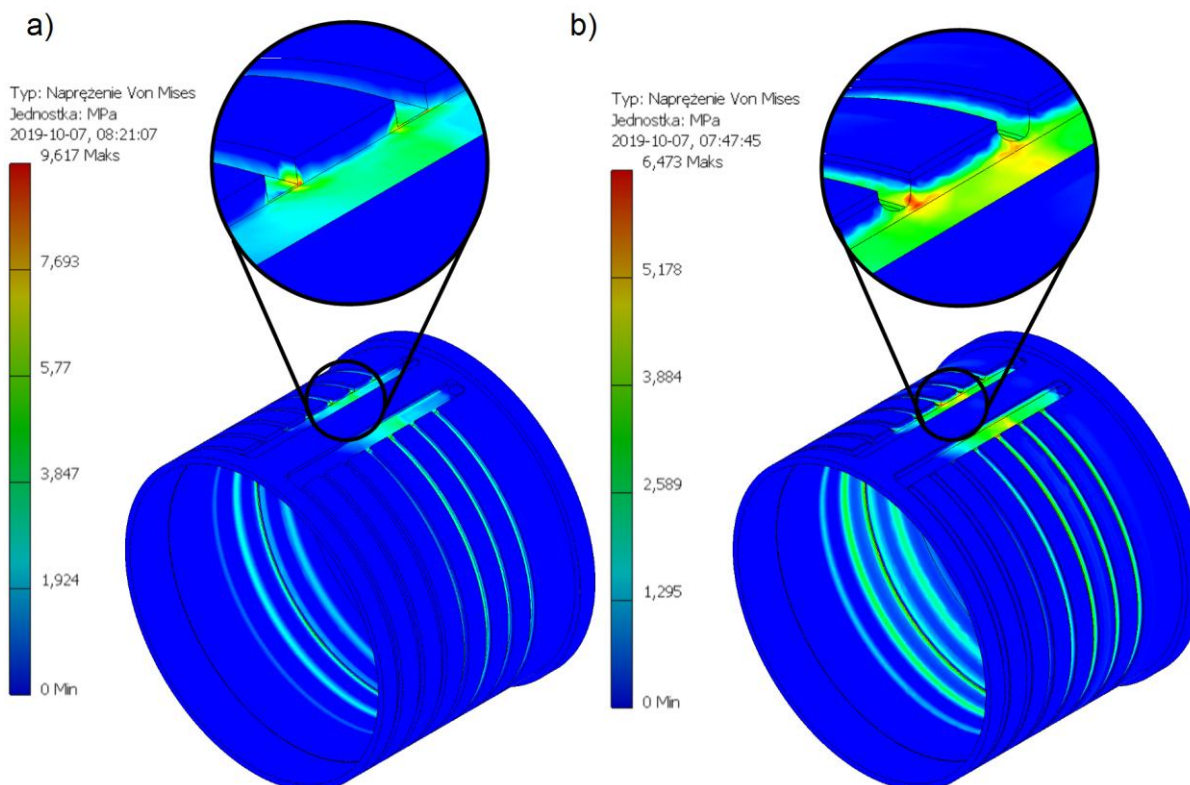 a)
Typ: Naprężenie Von Mises
Jednostka: MPa
2019-10-07, 08:21:07
9,617 Maks
7,693
5,77
3,847
1,924
0 Min
b)
Typ: Naprężenie Von Mises
Jednostka: MPa
2019-10-07, 07:47:45
6,473 Maks
5,178
3,884
2,589
1,295
0 Min